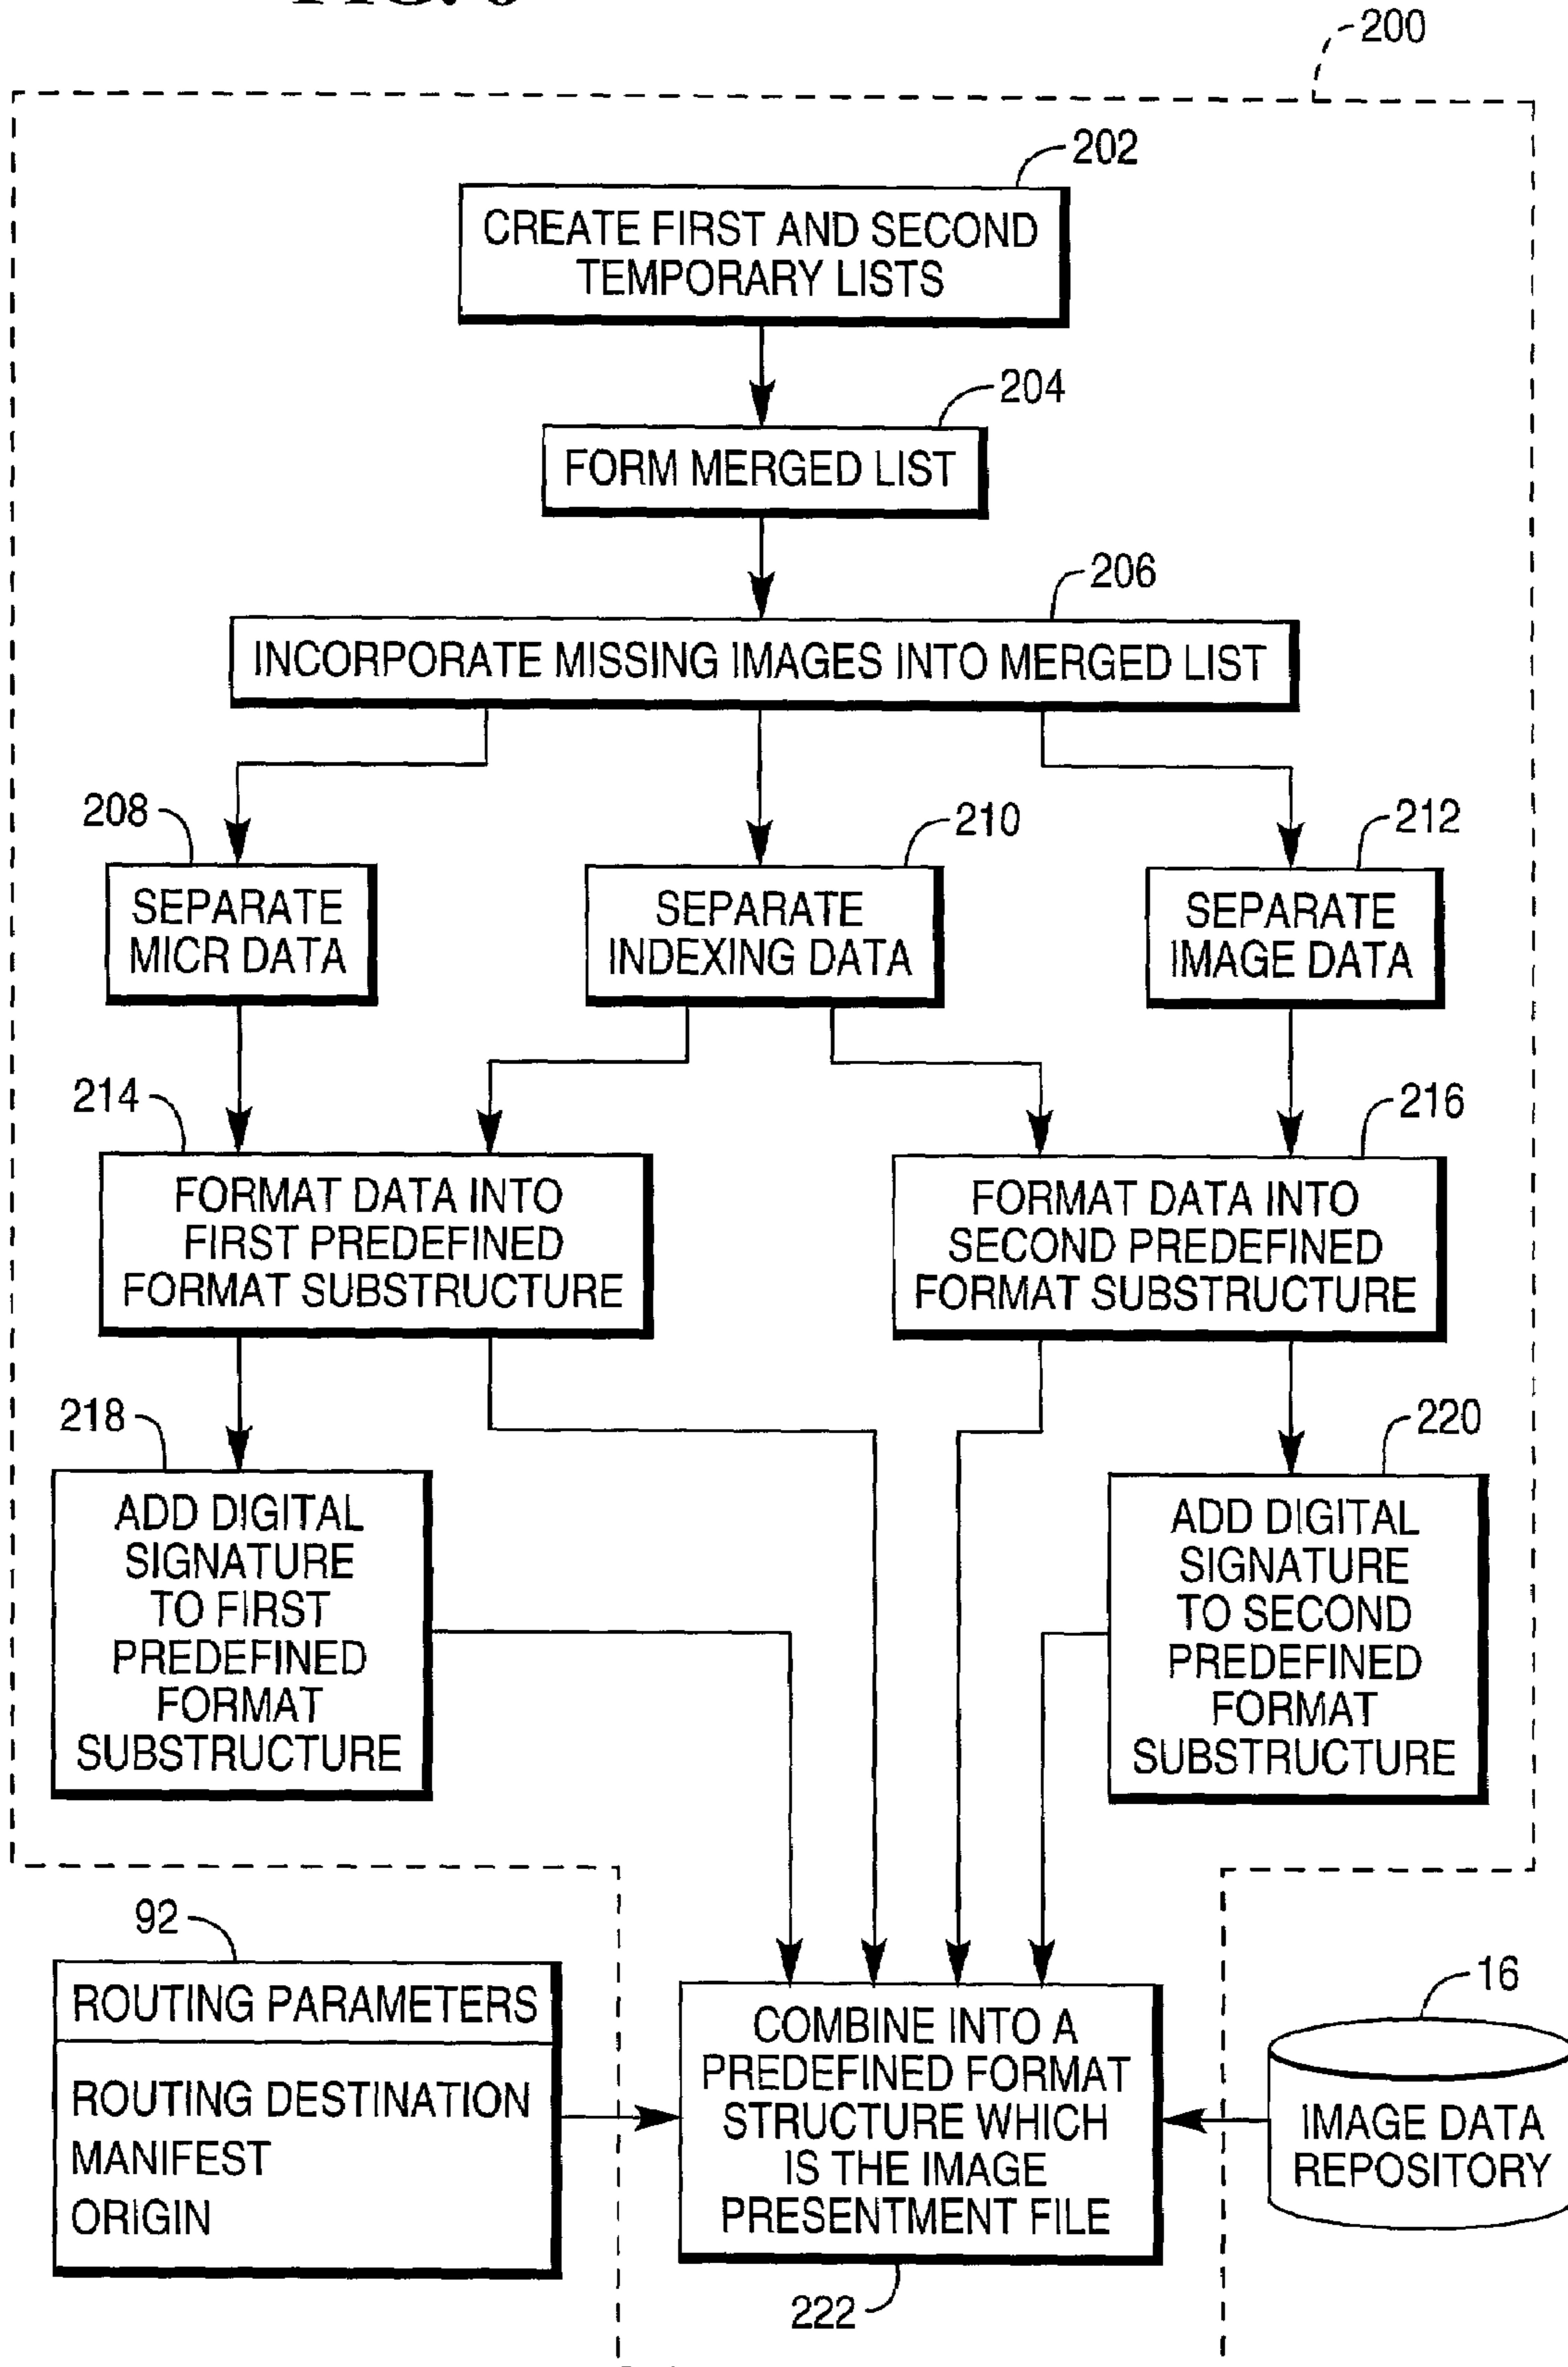 200
202
CREATE FIRST AND SECOND
TEMPORARY LISTS
204
FORM MERGED LIST
206
INCORPORATE MISSING IMAGES INTO MERGED LIST
208
SEPARATE
MICR DATA
210
SEPARATE
INDEXING DATA
212
SEPARATE
IMAGE DATA
214
FORMAT DATA INTO
FIRST PREDEFINED
FORMAT SUBSTRUCTURE
216
FORMAT DATA INTO
SECOND PREDEFINED
FORMAT SUBSTRUCTURE
218
ADD DIGITAL
SIGNATURE
TO FIRST
PREDEFINED
FORMAT
SUBSTRUCTURE
220
ADD DIGITAL
SIGNATURE
TO SECOND
PREDEFINED
FORMAT
SUBSTRUCTURE
92
ROUTING PARAMETERS
ROUTING DESTINATION
MANIFEST
ORIGIN
COMBINE INTO A
PREDEFINED FORMAT
STRUCTURE WHICH
IS THE IMAGE
PRESENTMENT FILE
222
16
IMAGE DATA
REPOSITORY